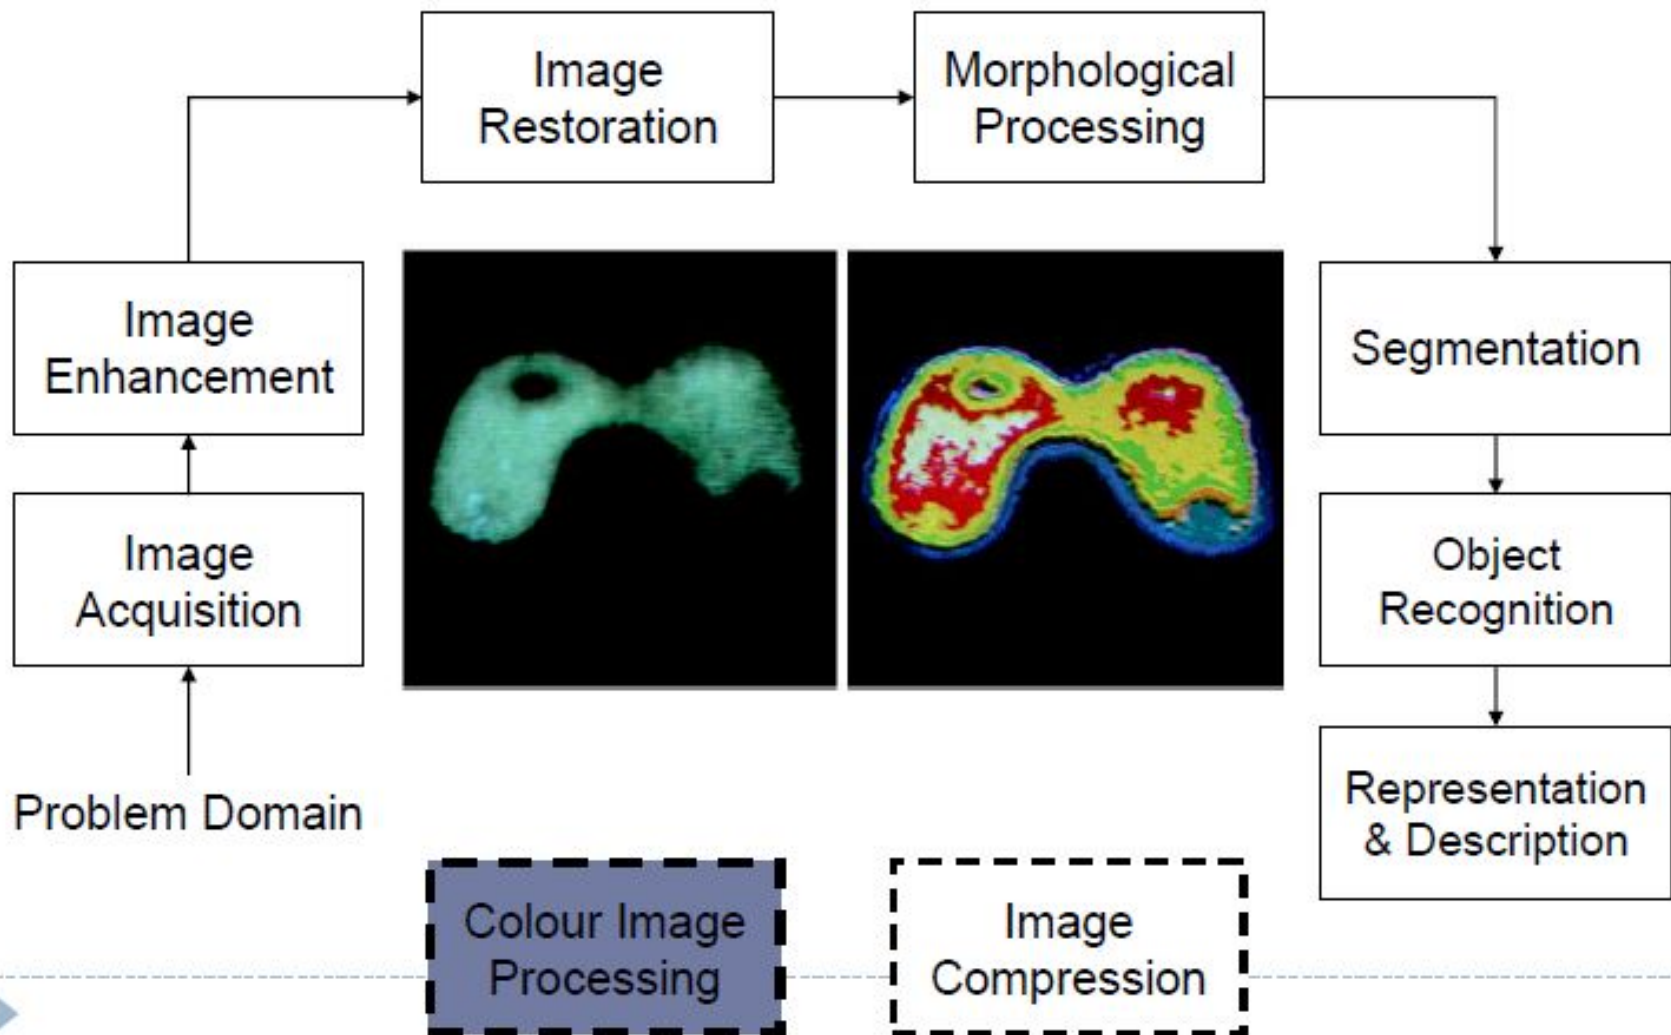 Image
Restoration
Morphological
Processing
Image
Enhancement
Segmentation
Image
Acquisition
Object
Recognition
Problem Domain
Representation
& Description
Colour Image
Processing
Image
Compression